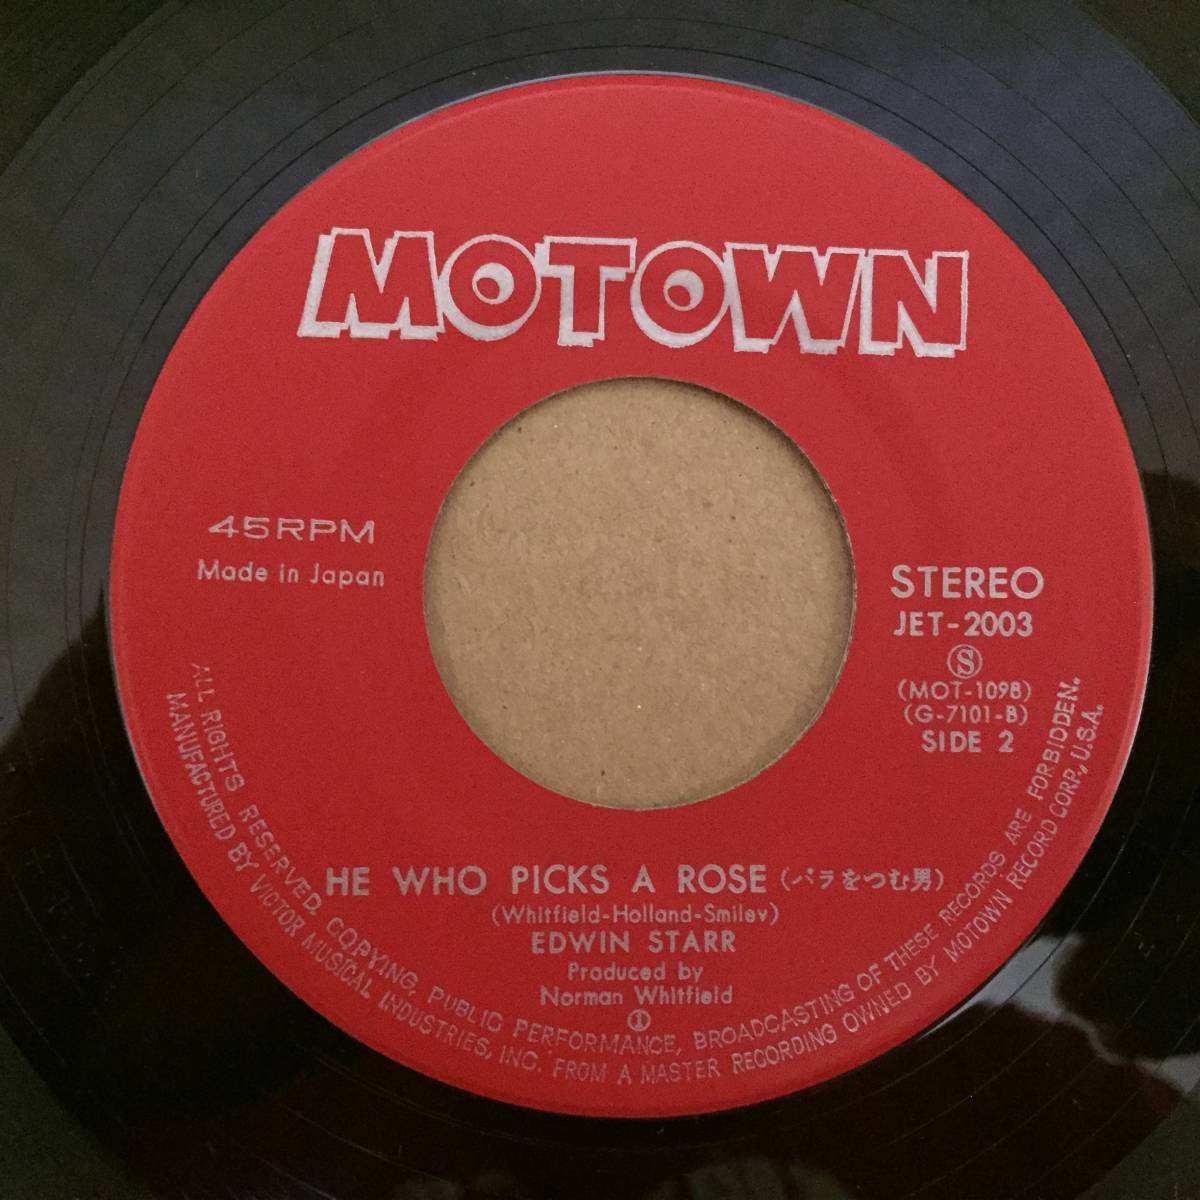 MOTOWN
45RPM
Made in Japan
STEREO
JET-2003
Ⓢ
(MOT-1098)
(G-7101-B)
SIDE 2
HE WHO PICKS A ROSE (バラをつむ男)
(Whitfield-Holland-Smiley)
EDWIN STARR
Produced by
Norman Whitfield
①
ALL RIGHTS RESERVED. COPYING, PUBLIC PERFORMANCE, BROADCASTING OF THESE RECORDS ARE FORBIDDEN.
MANUFACTURED BY VICTOR MUSICAL INDUSTRIES, INC. FROM A MASTER RECORDING OWNED BY MOTOWN RECORD CORP., U.S.A.